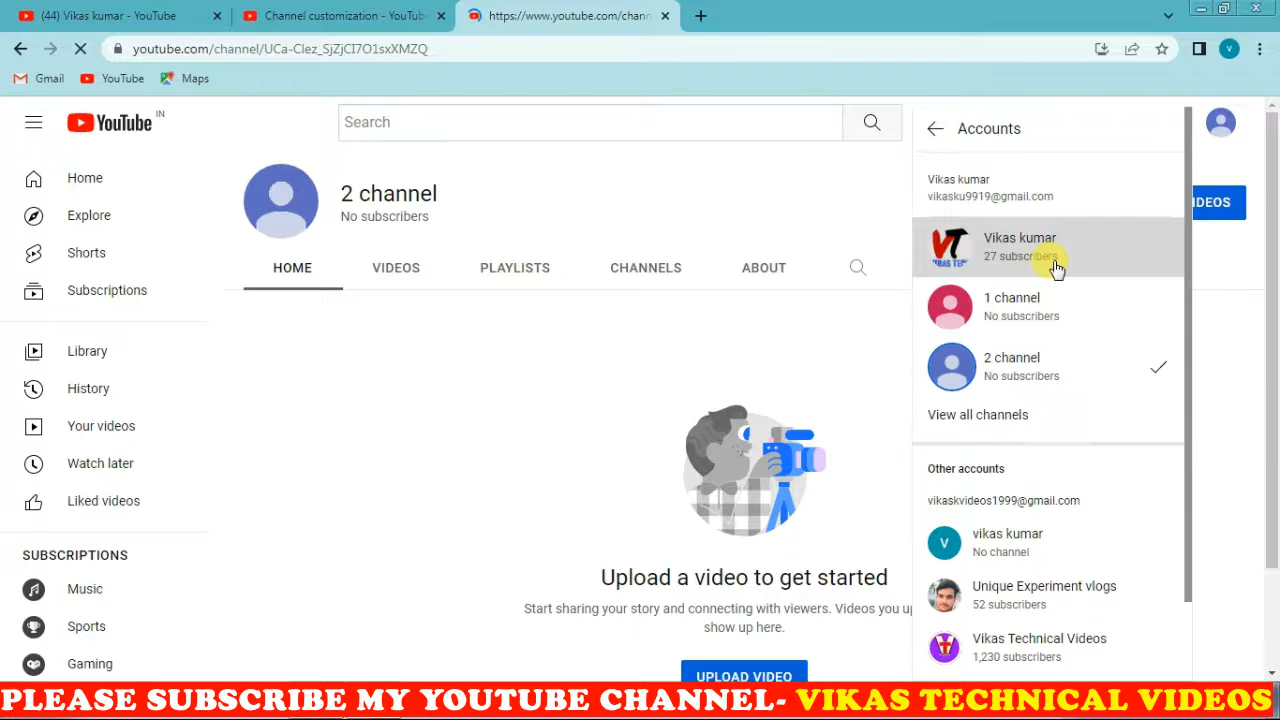 (44) Vikas kumar - YouTube
Channel customization - YouTub
https://www.youtube.com/chann
youtube.com/channel/UCa-Clez_SjZjCI7O1sxXMZQ
V
Gmail
YouTube
Maps
YouTube IN
Search
Accounts
Home
Explore
Shorts
Subscriptions
Library
History
Your videos
Watch later
Liked videos
SUBSCRIPTIONS
Music
Sports
Gaming
2 channel
No subscribers
HOME
VIDEOS
PLAYLISTS
CHANNELS
ABOUT
Upload a video to get started
Start sharing your story and connecting with viewers. Videos you up
show up here.
UPLOAD VIDEO
Vikas kumar
vikasku9919@gmail.com
VT
VIKAS TECH
Vikas kumar
27 subscribers
1 channel
No subscribers
2 channel
No subscribers
View all channels
Other accounts
vikaskvideos1999@gmail.com
V
vikas kumar
No channel
Unique Experiment vlogs
52 subscribers
Vikas Technical Videos
1,230 subscribers
DEOS
PLEASE SUBSCRIBE MY YOUTUBE CHANNEL- VIKAS TECHNICAL VIDEOS